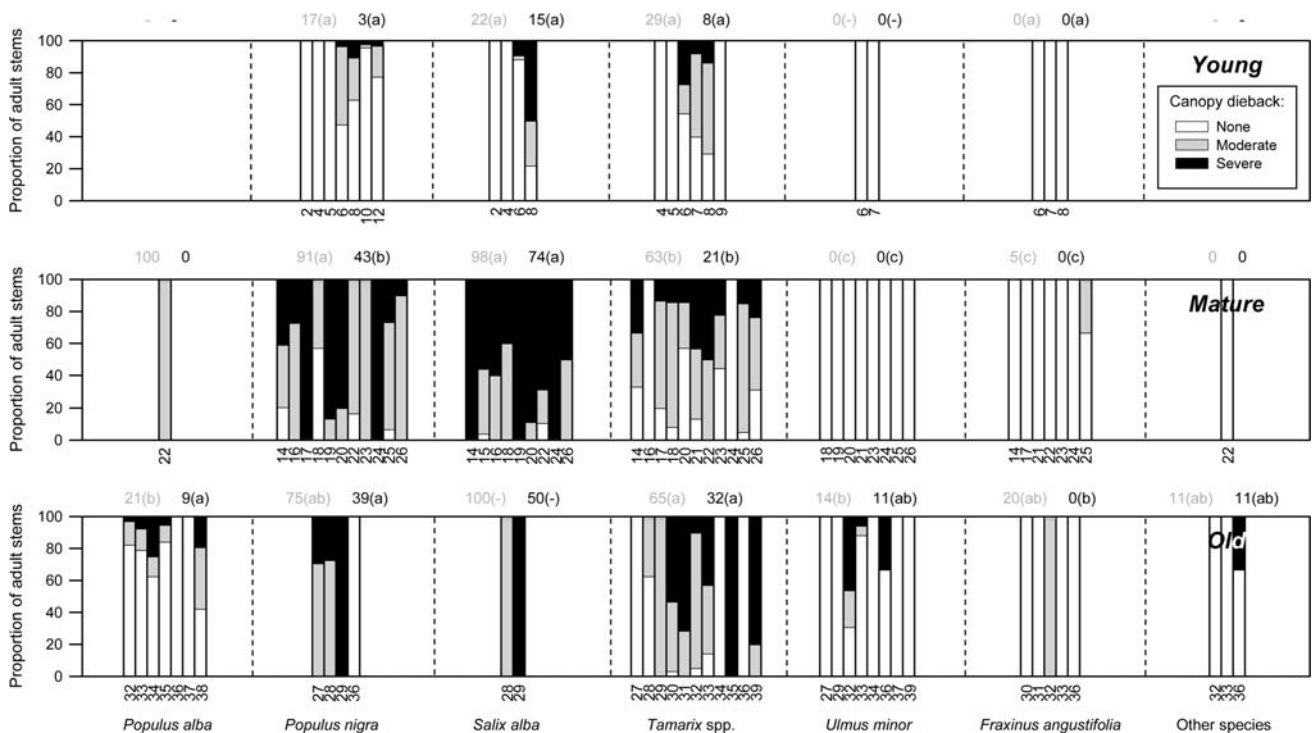 - - 17(a) 3(a) 22(a) 15(a) 29(a) 8(a) 0(-) 0(-) 0(a) 0(a) - -
Proportion of adult stems
100
80
60
40
20
0
Young
Canopy dieback:
None
Moderate
Severe
2 4 5 6 8 10 12 2 4 6 8 4 5 6 7 8 9 6 7 6 7 8
100 0 91(a) 43(b) 98(a) 74(a) 63(b) 21(b) 0(c) 0(c) 5(c) 0(c) 0 0
Proportion of adult stems
100
80
60
40
20
0
Mature
22 14 16 17 18 19 20 22 23 24 25 26 14 15 16 18 19 20 22 24 26 14 16 17 18 20 21 22 23 24 25 26 18 19 20 21 23 24 25 26 14 17 21 22 23 24 25 22
21(b) 9(a) 75(ab) 39(a) 100(-) 50(-) 65(a) 32(a) 14(b) 11(ab) 20(ab) 0(b) 11(ab) 11(ab)
Proportion of adult stems
100
80
60
40
20
0
Old
32 33 34 35 36 37 38 27 28 29 36 28 29 27 28 29 30 31 32 33 34 35 36 39 27 29 32 33 34 36 37 39 30 31 32 33 36 32 33 36
Populus alba Populus nigra Salix alba Tamarix spp. Ulmus minor Fraxinus angustifolia Other species